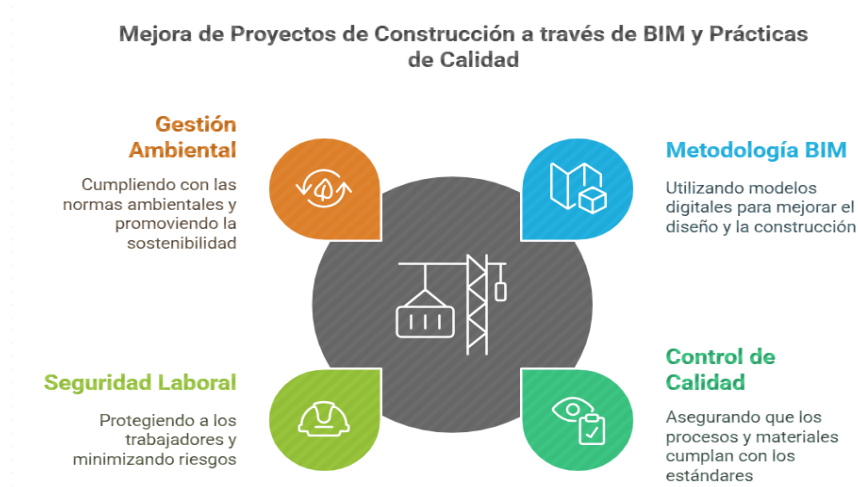 Mejora de Proyectos de Construcción a través de BIM y Prácticas
de Calidad
Gestión
Ambiental
Cumpliendo con las
normas ambientales y
promoviendo la
sostenibilidad
Metodología BIM
Utilizando modelos
digitales para mejorar el
diseño y la construcción
Seguridad Laboral
Protegiendo a los
trabajadores y
minimizando riesgos
Control de
Calidad
Asegurando que los
procesos y materiales
cumplan con los
estándares